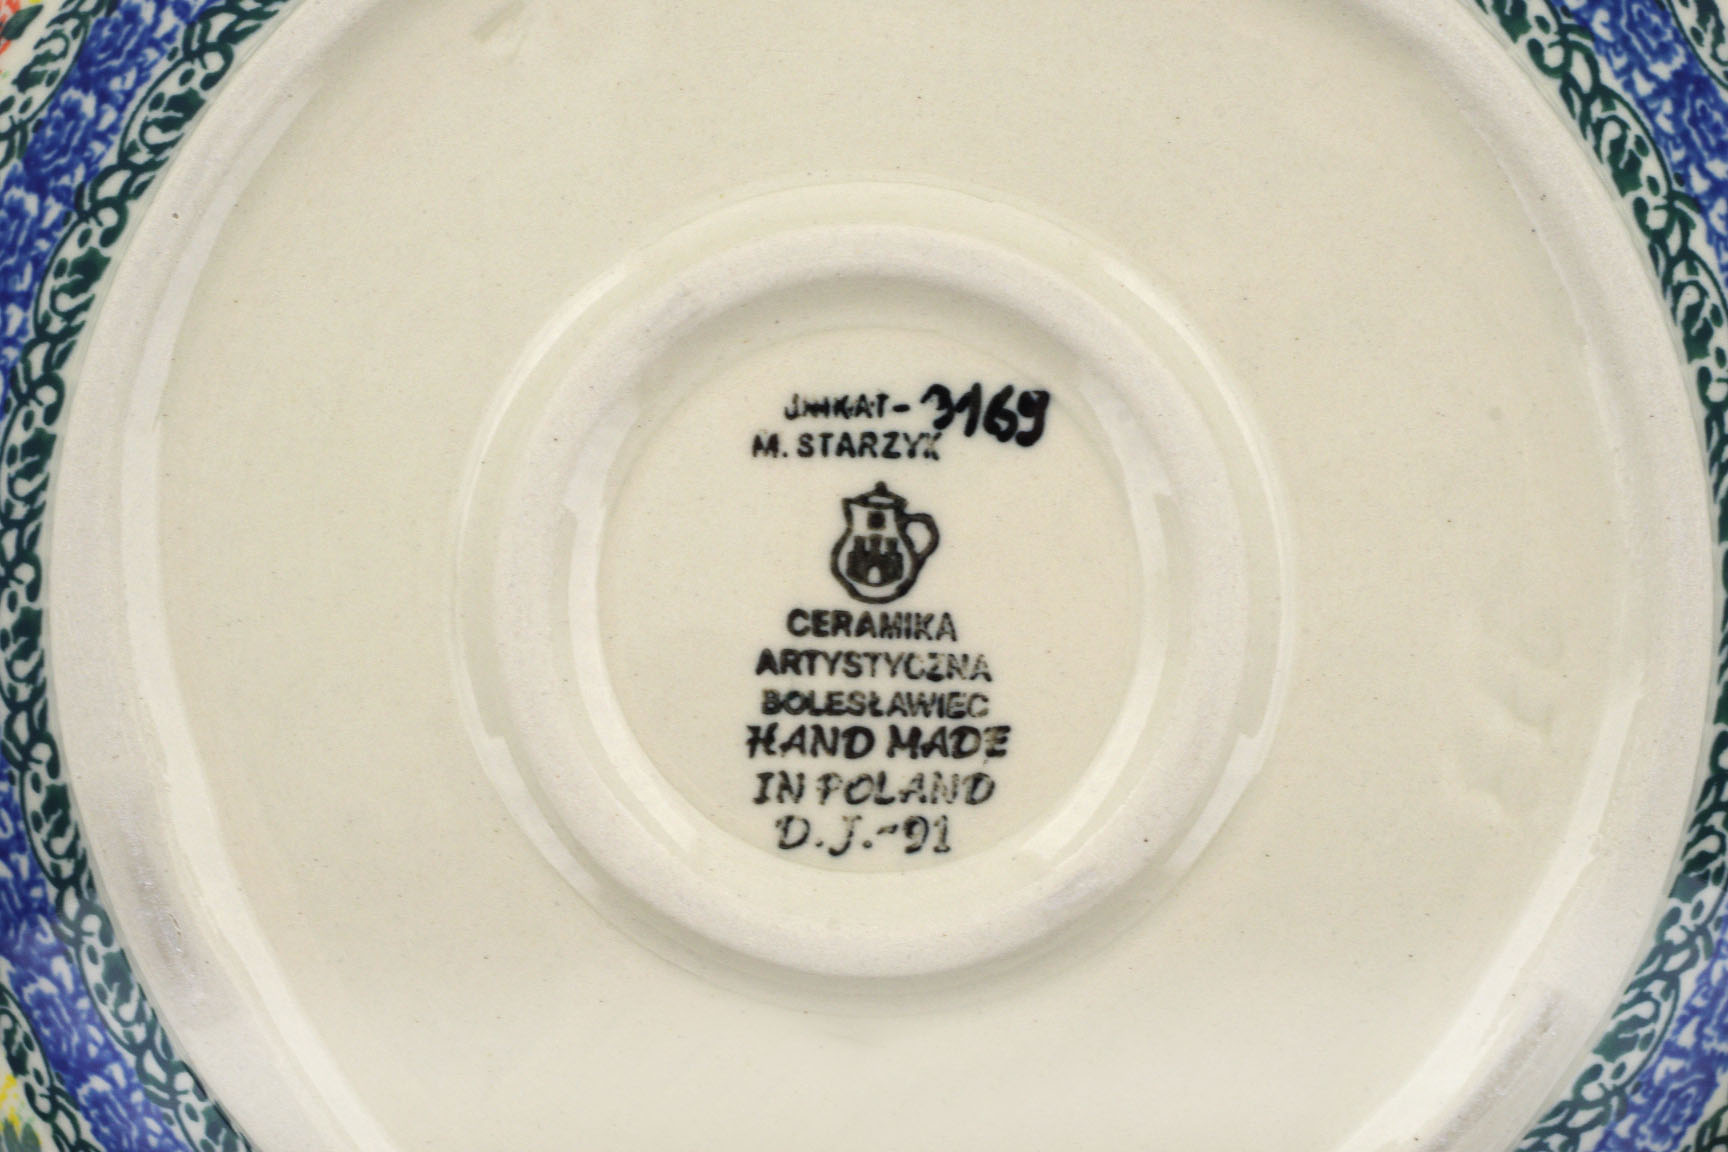 UNIKAT-3169
M. STARZYK
CERAMIKA
ARTYSTYCZNA
BOLESŁAWIEC
HAND MADE
IN POLAND
D.J.-91